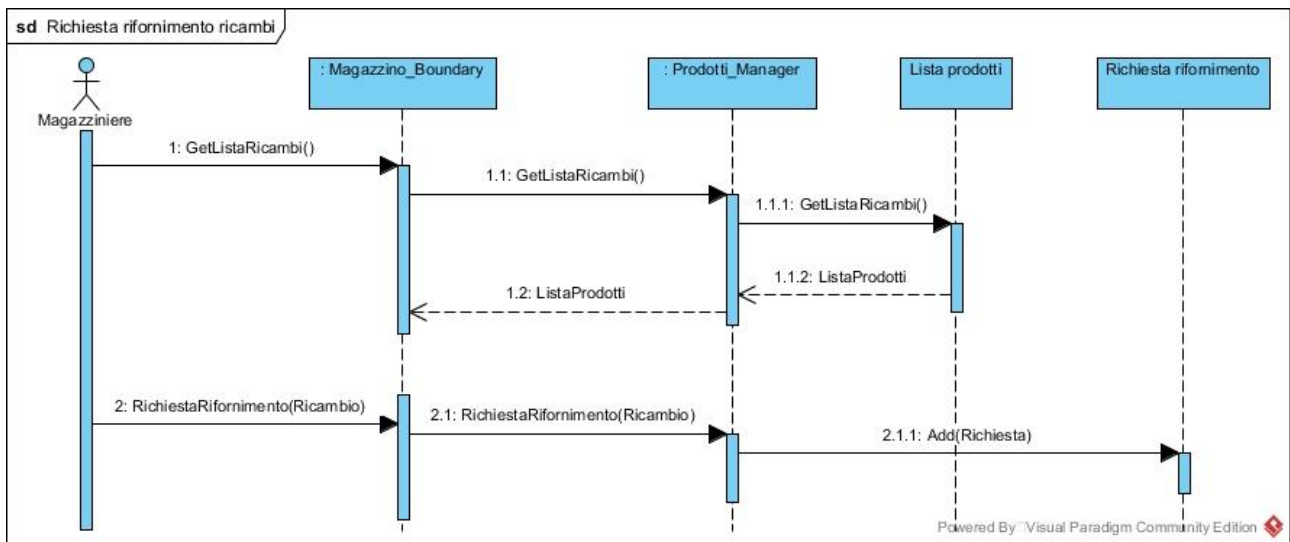 sd Richiesta rifornimento ricambi
: Magazzino_Boundary
: Prodotti_Manager
Lista prodotti
Richiesta rifornimento
Magazziniere
1: GetListaRicambi()
1.1: GetListaRicambi()
1.1.1: GetListaRicambi()
1.1.2: ListaProdotti
1.2: ListaProdotti
2: RichiestaRifornimento(Ricambio)
2.1: RichiestaRifornimento(Ricambio)
2.1.1: Add(Richiesta)
Powered By Visual Paradigm Community Edition